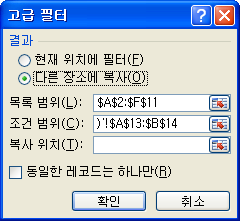 고급 필터
결과
현재 위치에 필터(F)
다른 장소에 복사(O)
목록 범위(L): $A$2:$F$11
조건 범위(C): )'!$A$13:$B$14
복사 위치(T):
동일한 레코드는 하나만(R)
확인 취소